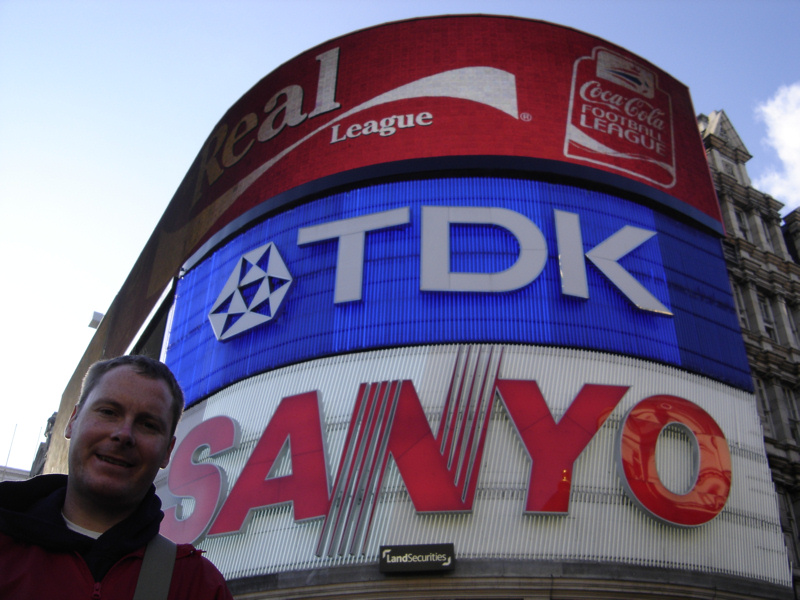 Real
League®
Coca-Cola
FOOTBALL
LEAGUE
TDK
SANYO
LandSecurities